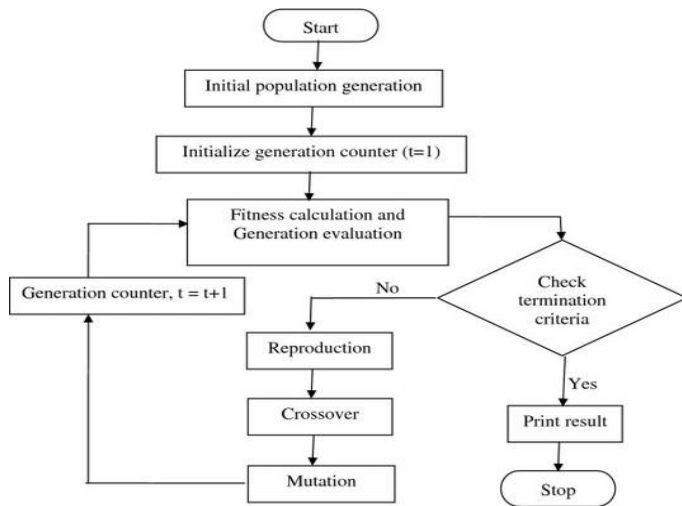 Start
Initial population generation
Initialize generation counter (t=1)
Fitness calculation and
Generation evaluation
Generation counter, t = t+1
No
Check
termination
criteria
Reproduction
Yes
Crossover
Print result
Mutation
Stop